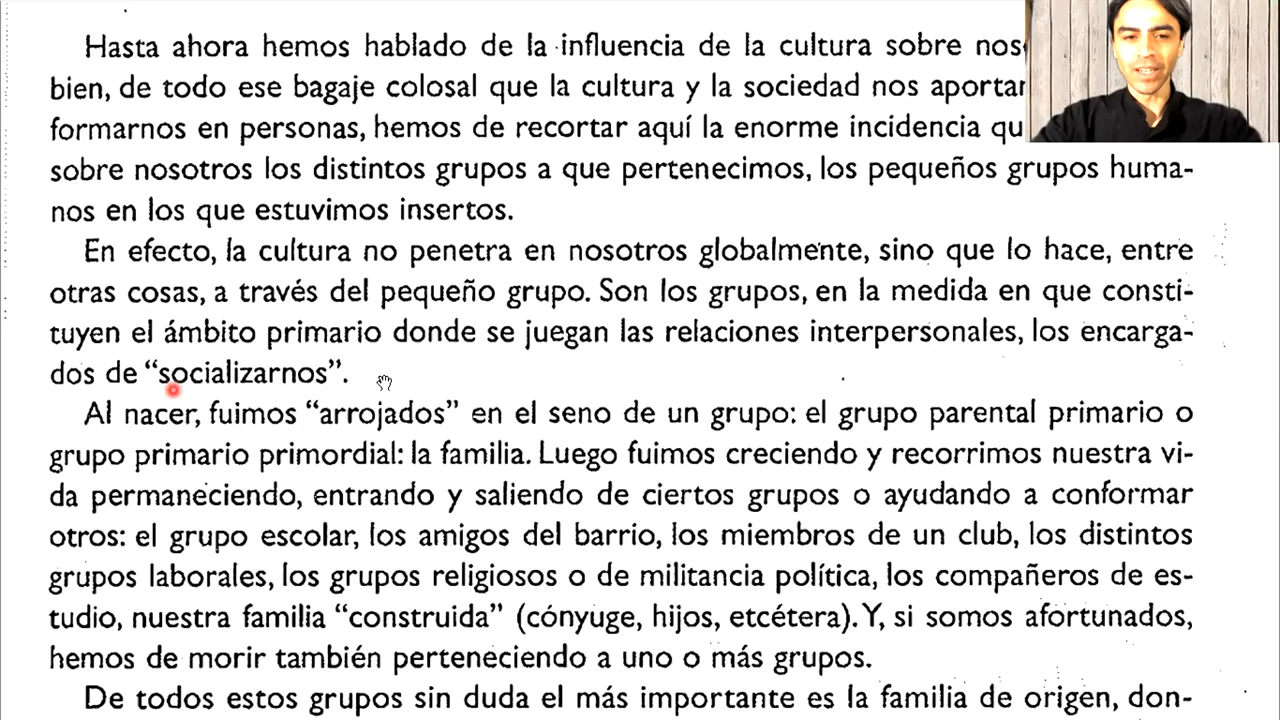 Hasta ahora hemos hablado de la influencia de la cultura sobre
bien, de todo ese bagaje colosal que la cultura y la sociedad nos
formarnos en personas, hemos de recortar aquí la enorme incidencia
sobre nosotros los distintos grupos a que pertenecimos, los pequeños grupos huma-
nos en los que estuvimos insertos.
En efecto, la cultura no penetra en nosotros globalmente, sino que lo hace, entre
otras cosas, a través del pequeño grupo. Son los grupos, en la medida en que consti-
tuyen el ámbito primario donde se juegan las relaciones interpersonales, los encarga-
dos de “socializarnos”.
Al nacer, fuimos “arrojados” en el seno de un grupo: el grupo parental primario o
grupo primario primordial: la familia. Luego fuimos creciendo y recorrimos nuestra vi-
da permaneciendo, entrando y saliendo de ciertos grupos o ayudando a conformar
otros: el grupo escolar, los amigos del barrio, los miembros de un club, los distintos
grupos laborales, los grupos religiosos o de militancia política, los compañeros de es-
tudio, nuestra familia “construida” (cónyuge, hijos, etcétera). Y, si somos afortunados,
hemos de morir también perteneciendo a uno o más grupos.
De todos estos grupos sin duda el más importante es la familia de origen, don-